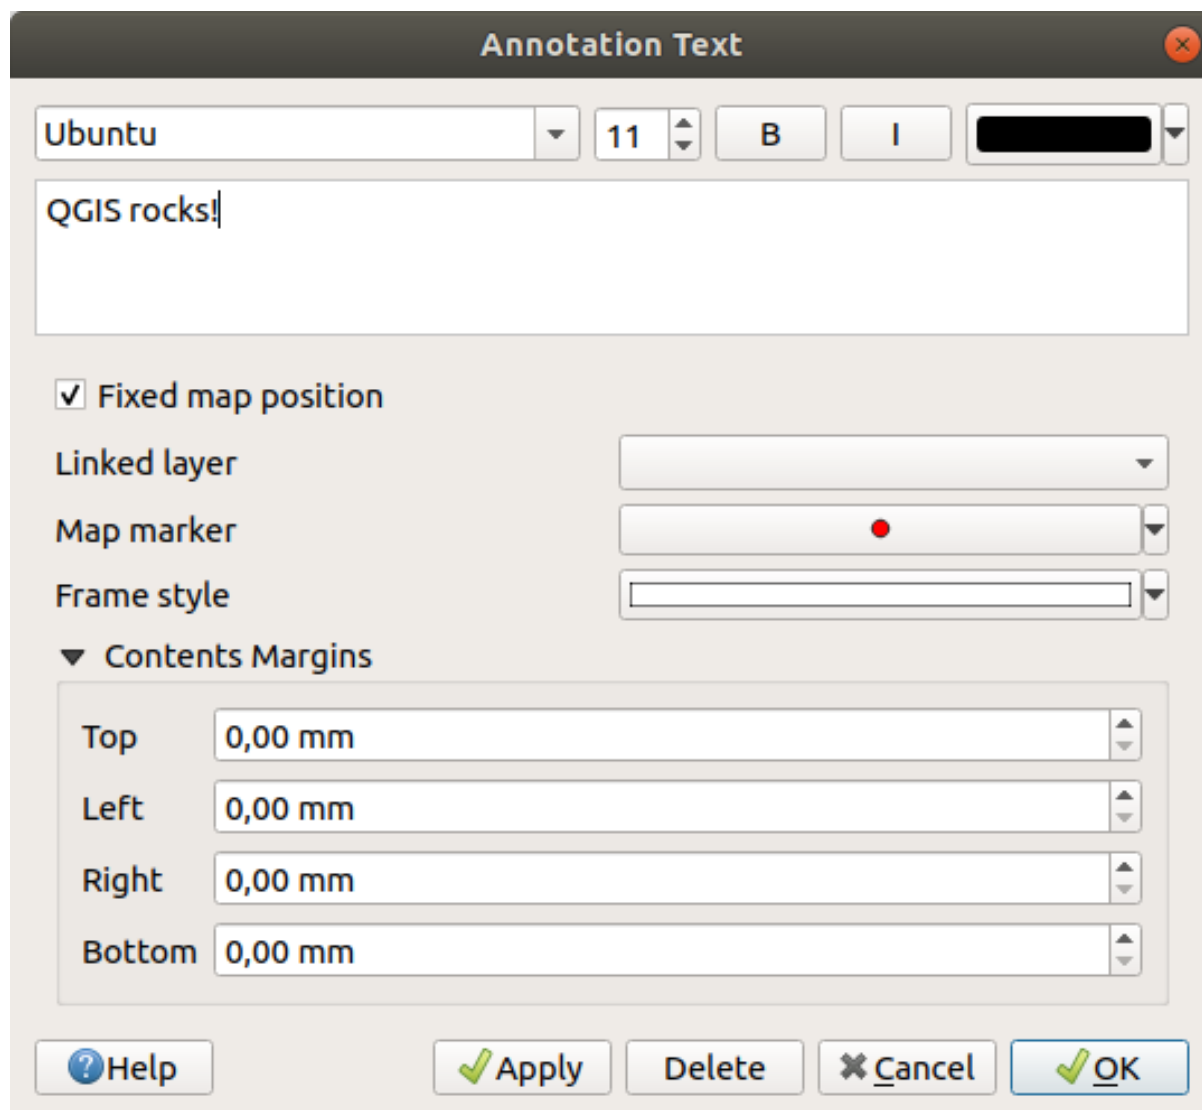 Annotation Text
Ubuntu 11 B I
QGIS rocks!
Fixed map position
Linked layer
Map marker
Frame style
Contents Margins
Top 0,00 mm
Left 0,00 mm
Right 0,00 mm
Bottom 0,00 mm
Help Apply Delete Cancel OK